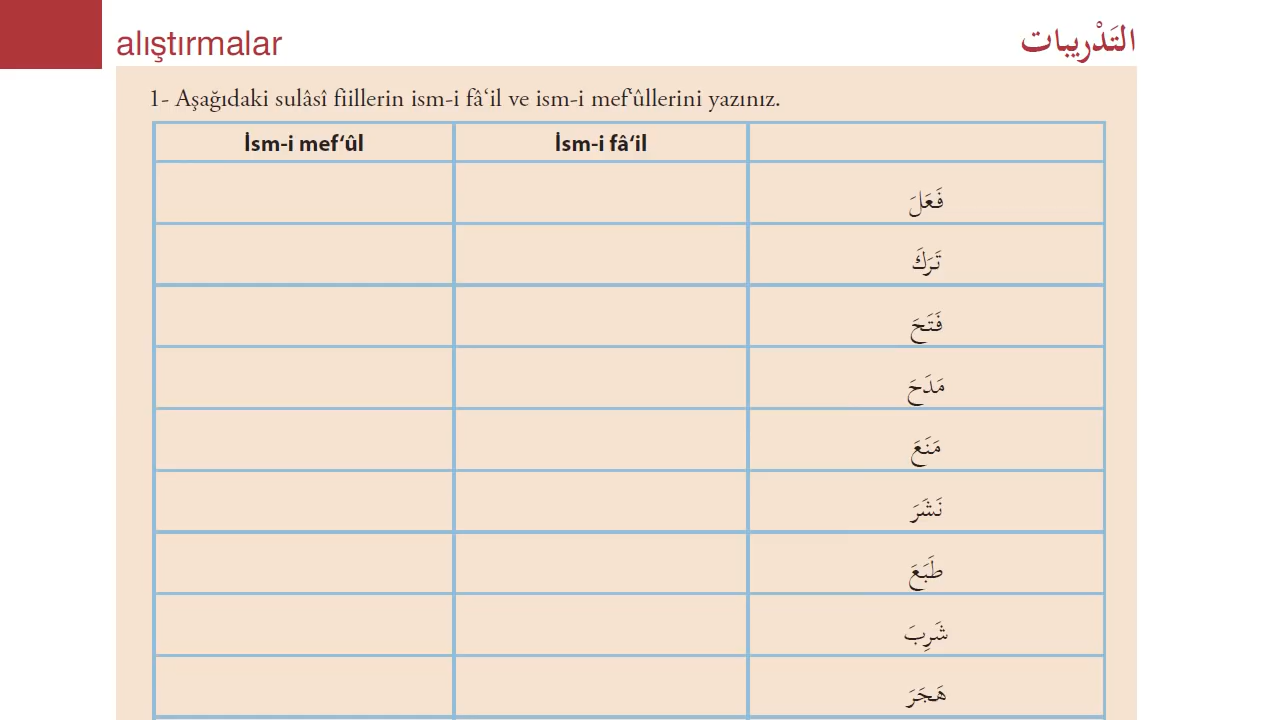 alıştırmalar
التَدْرِيبات
1- Aşağıdaki sulâsî fiillerin ism-i fâ‘il ve ism-i mef‘ûllerini yazınız.
İsm-i mef‘ûl İsm-i fâ‘il
فَعَلَ
تَرَكَ
فَتَحَ
مَدَحَ
مَنَعَ
نَشَرَ
طَبَعَ
شَرِبَ
هَجَرَ